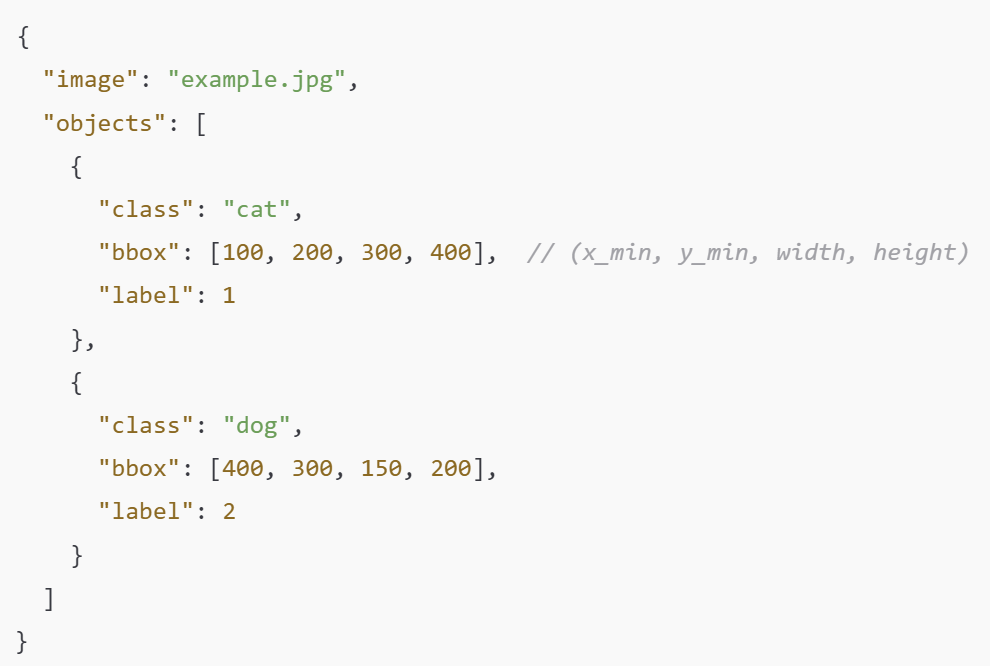 {
  "image": "example.jpg",
  "objects": [
    {
      "class": "cat",
      "bbox": [100, 200, 300, 400],  // (x_min, y_min, width, height)
      "label": 1
    },
    {
      "class": "dog",
      "bbox": [400, 300, 150, 200],
      "label": 2
    }
  ]
}